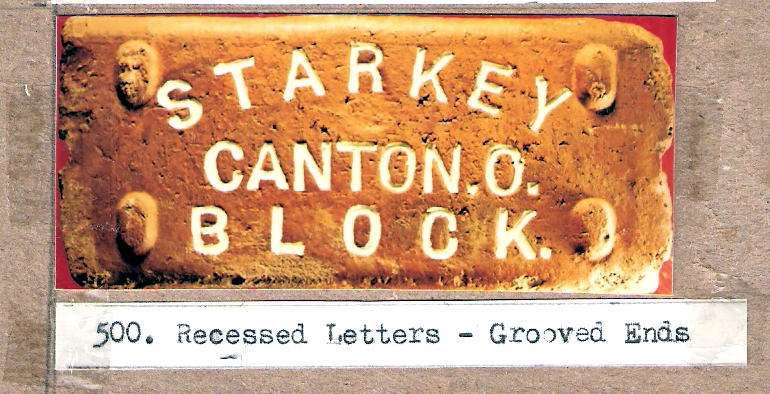 STARKEY
CANTON.O.
BLOCK.
500. Recessed Letters - Grooved Ends